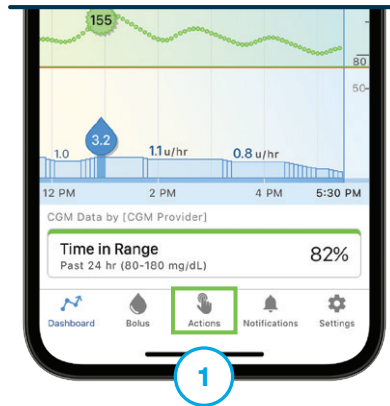 155
80
50
3.2
1.0
1.1 u/hr
0.8 u/hr
12 PM 2 PM 4 PM 5:30 PM
CGM Data by [CGM Provider]
Time in Range
82%
Past 24 hr (80-180 mg/dL)
Dashboard Bolus Actions Notifications Settings
1